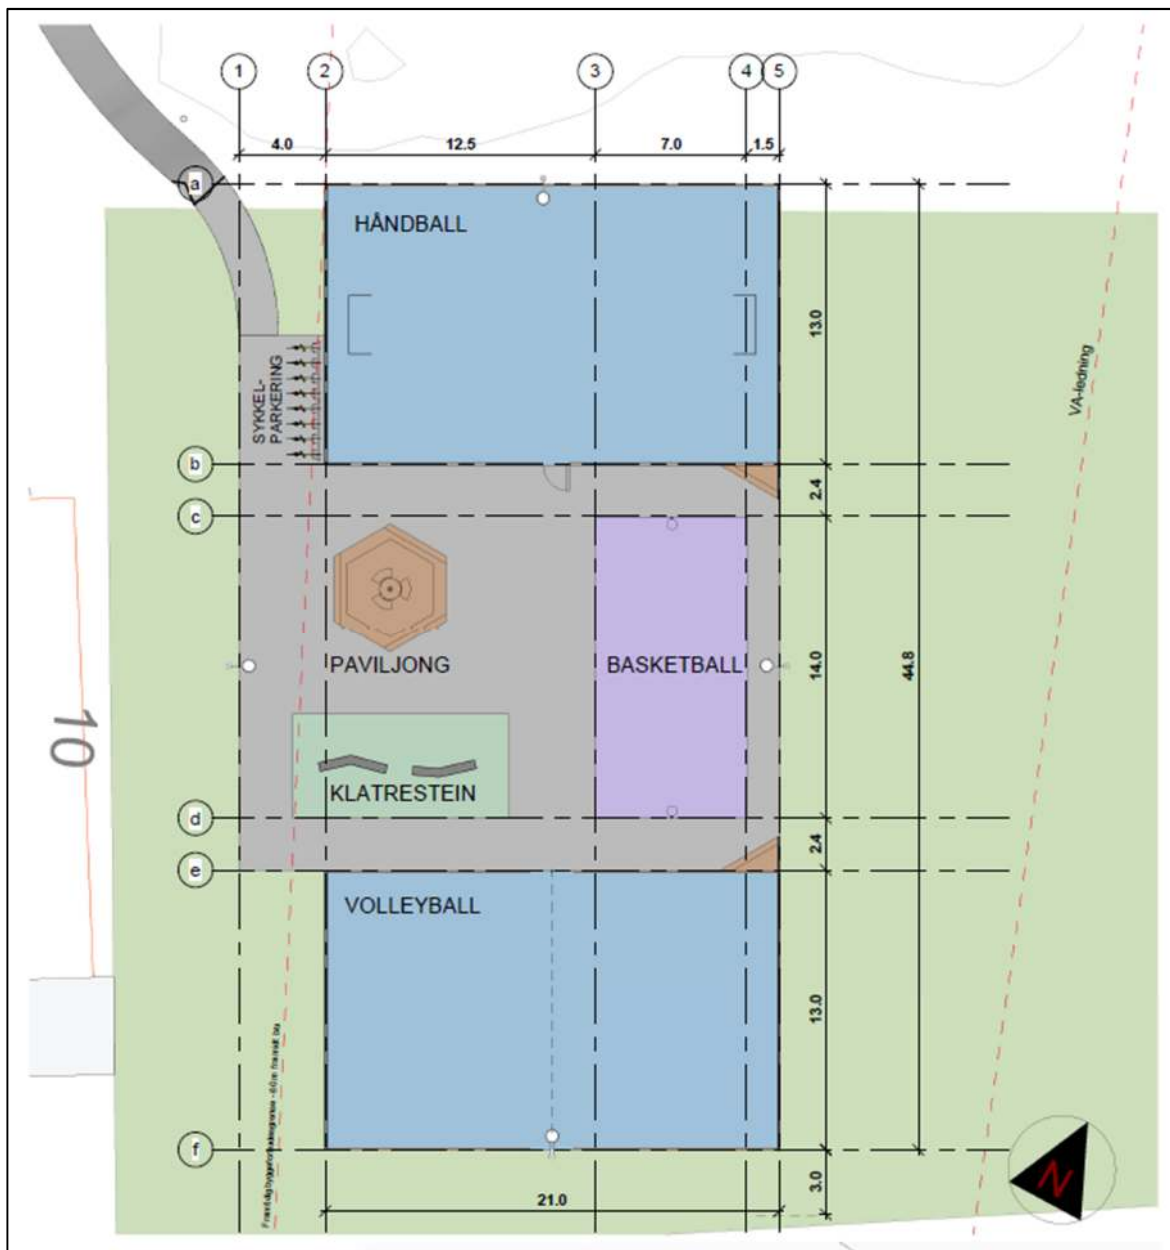 1
2
3
4
5
4.0
12.5
7.0
1.5
a
HÅNDBALL
13.0
VA-ledning
SYKKEL-
PARKERING
b
2.4
c
PAVILJONG
BASKETBALL
14.0
44.8
10
KLATRESTEIN
d
2.4
e
VOLLEYBALL
13.0
f
21.0
3.0
N